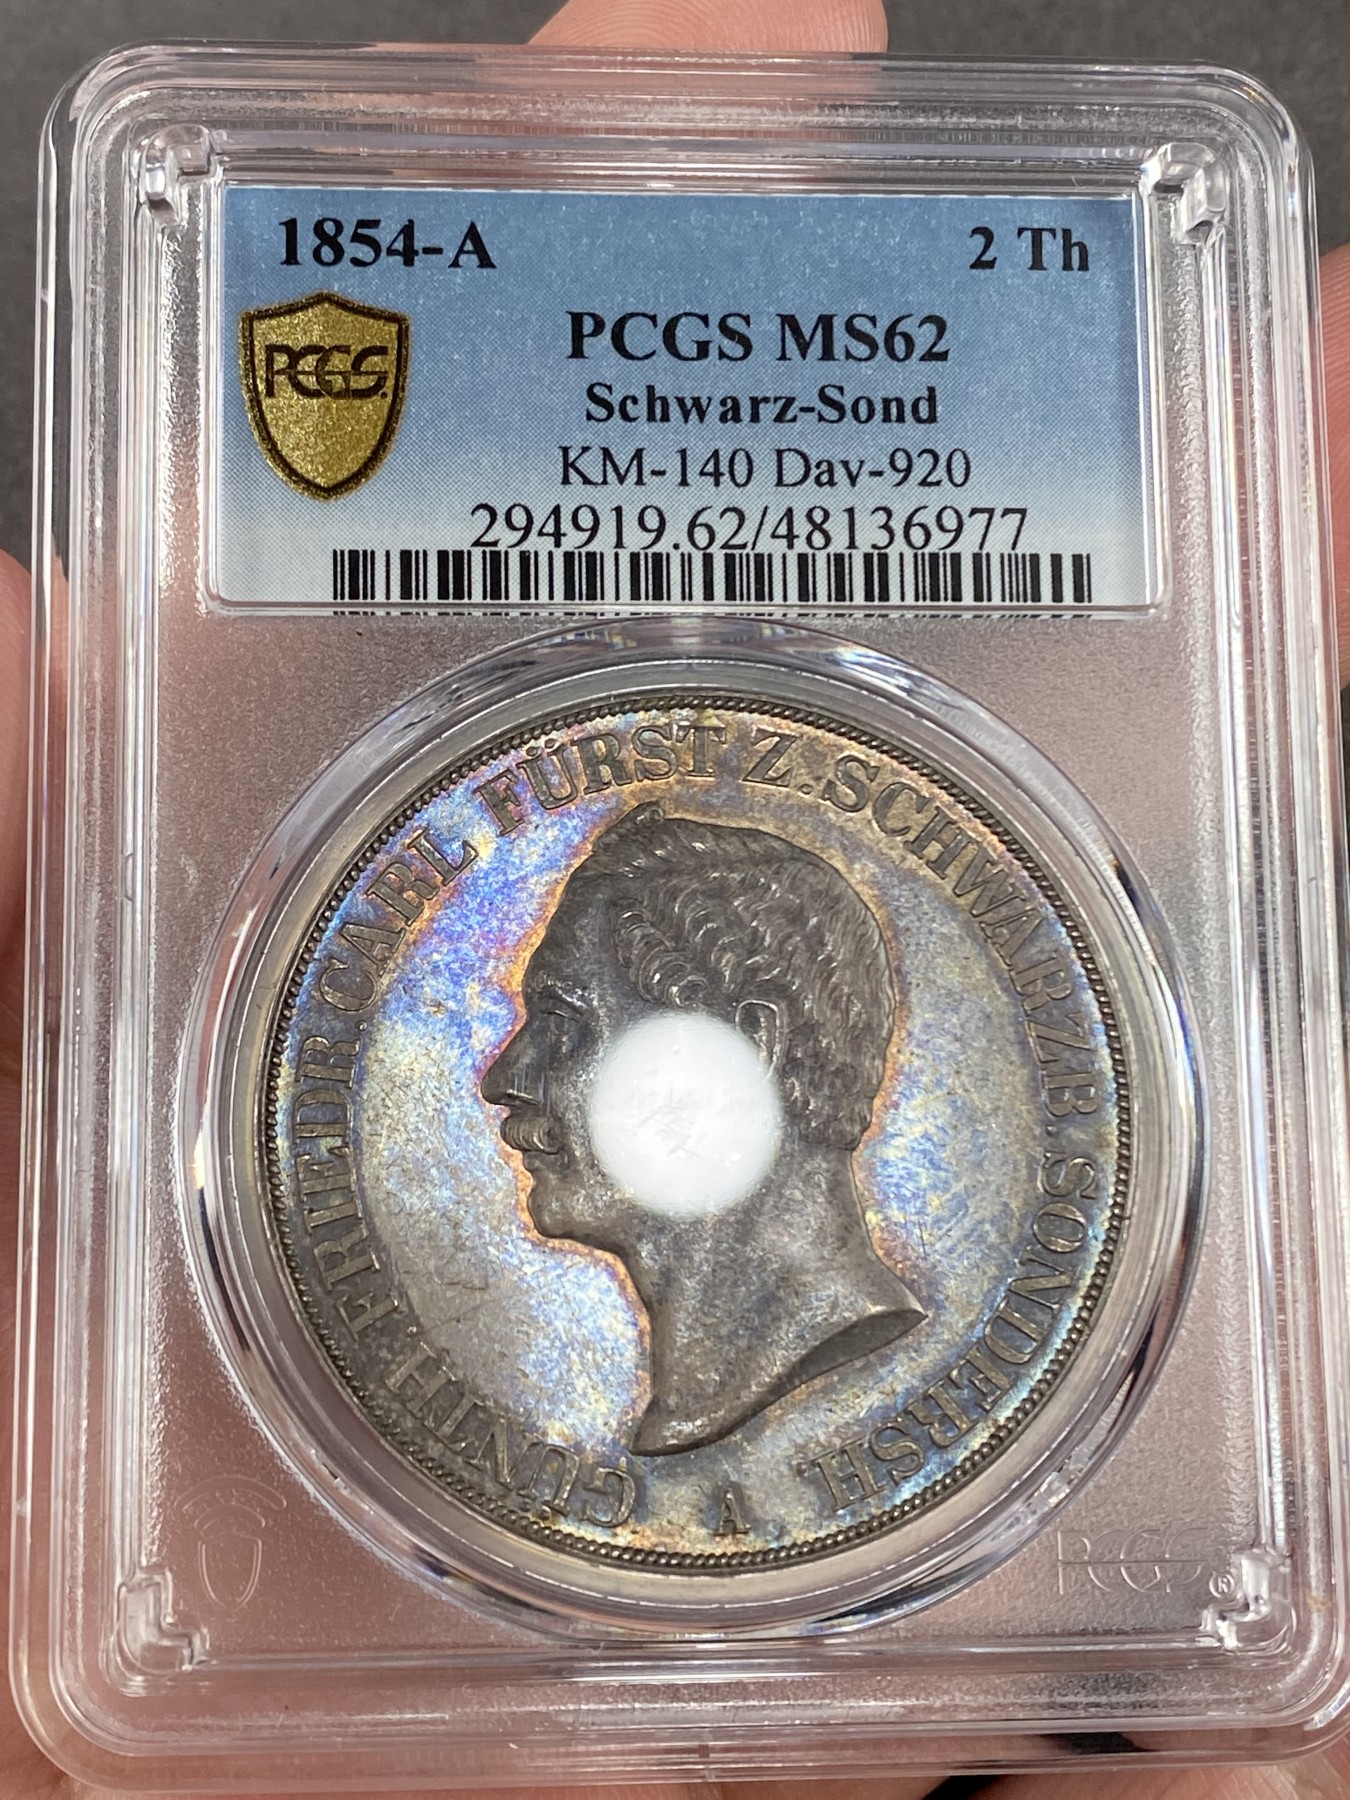 1854-A
2 Th
PCGS
PCGS MS62
Schwarz-Sond
KM-140 Dav-920
294919.62/48136977
GÜNTH. FRIEDR. CARL FÜRST Z. SCHWARZB. SONDERSH.
A
PCGS ®